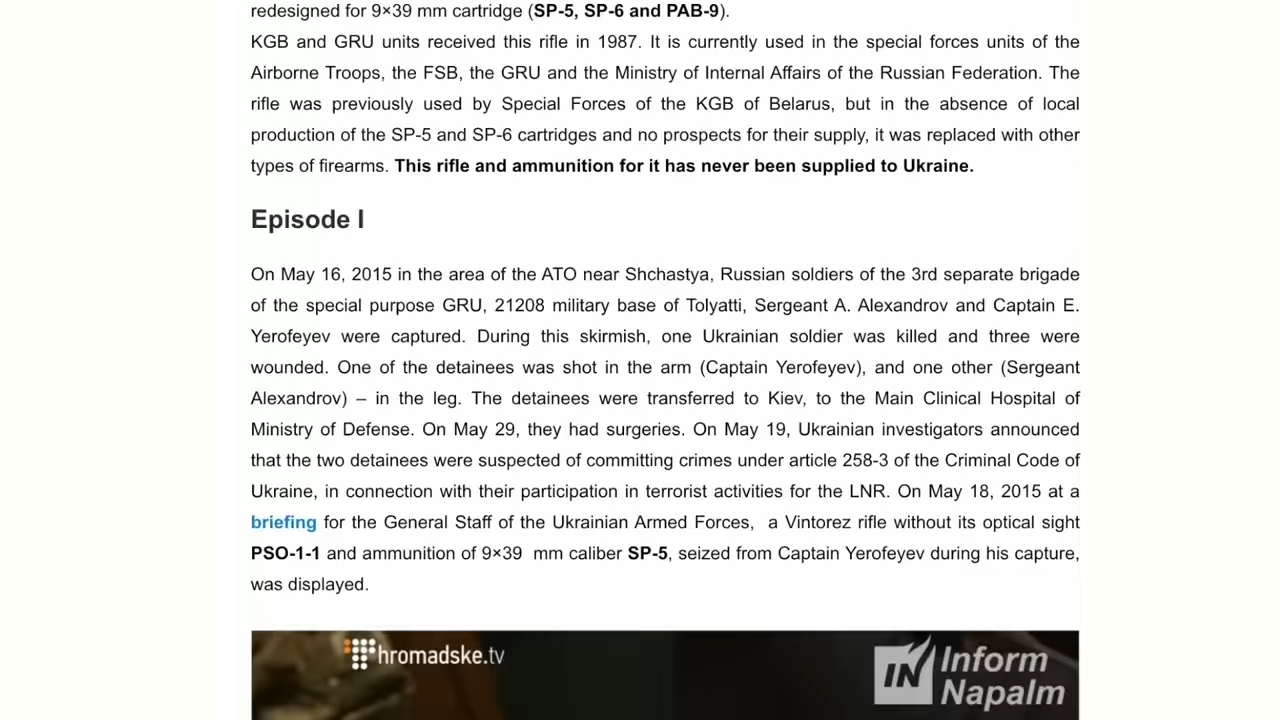 redesigned for 9×39 mm cartridge (SP-5, SP-6 and PAB-9).
KGB and GRU units received this rifle in 1987. It is currently used in the special forces units of the
Airborne Troops, the FSB, the GRU and the Ministry of Internal Affairs of the Russian Federation. The
rifle was previously used by Special Forces of the KGB of Belarus, but in the absence of local
production of the SP-5 and SP-6 cartridges and no prospects for their supply, it was replaced with other
types of firearms. This rifle and ammunition for it has never been supplied to Ukraine.
Episode I
On May 16, 2015 in the area of the ATO near Shchastya, Russian soldiers of the 3rd separate brigade
of the special purpose GRU, 21208 military base of Tolyatti, Sergeant A. Alexandrov and Captain E.
Yerofeyev were captured. During this skirmish, one Ukrainian soldier was killed and three were
wounded. One of the detainees was shot in the arm (Captain Yerofeyev), and one other (Sergeant
Alexandrov) – in the leg. The detainees were transferred to Kiev, to the Main Clinical Hospital of
Ministry of Defense. On May 29, they had surgeries. On May 19, Ukrainian investigators announced
that the two detainees were suspected of committing crimes under article 258-3 of the Criminal Code of
Ukraine, in connection with their participation in terrorist activities for the LNR. On May 18, 2015 at a
briefing for the General Staff of the Ukrainian Armed Forces, a Vintorez rifle without its optical sight
PSO-1-1 and ammunition of 9×39 mm caliber SP-5, seized from Captain Yerofeyev during his capture,
was displayed.
hromadske.tv
IN Inform
Napalm